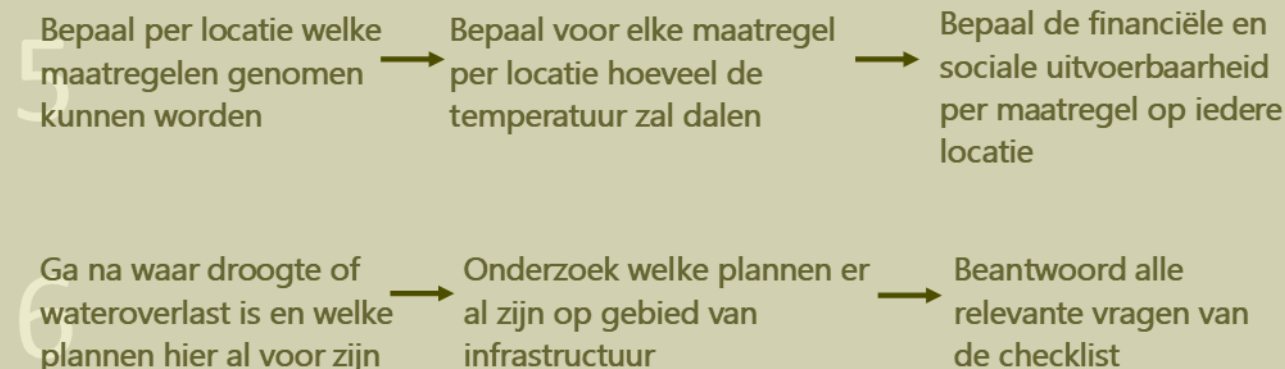 5
Bepaal per locatie welke
maatregelen genomen
kunnen worden
Bepaal voor elke maatregel
per locatie hoeveel de
temperatuur zal dalen
Bepaal de financiële en
sociale uitvoerbaarheid
per maatregel op iedere
locatie
6
Ga na waar droogte of
wateroverlast is en welke
plannen hier al voor zijn
Onderzoek welke plannen er
al zijn op gebied van
infrastructuur
Beantwoord alle
relevante vragen van
de checklist